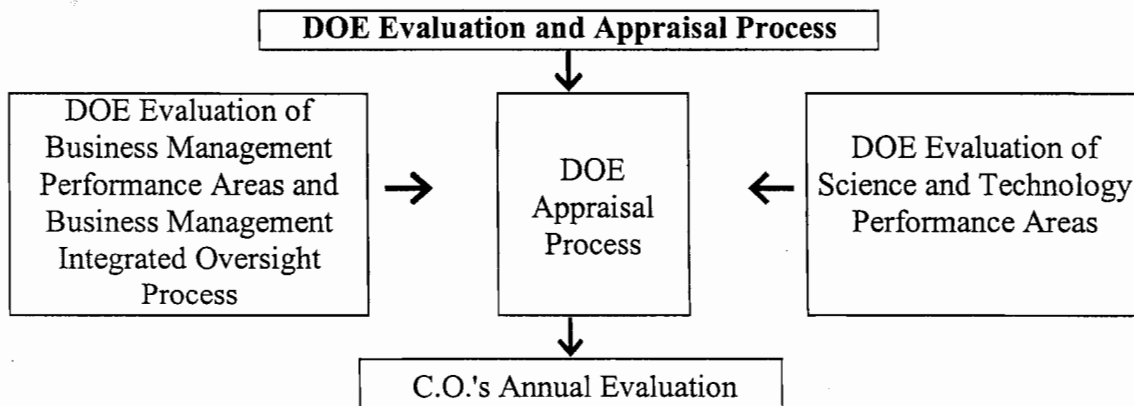 DOE Evaluation and Appraisal Process
DOE Evaluation of
Business Management
Performance Areas and
Business Management
Integrated Oversight
Process
DOE
Appraisal
Process
DOE Evaluation of
Science and Technology
Performance Areas
C.O.'s Annual Evaluation